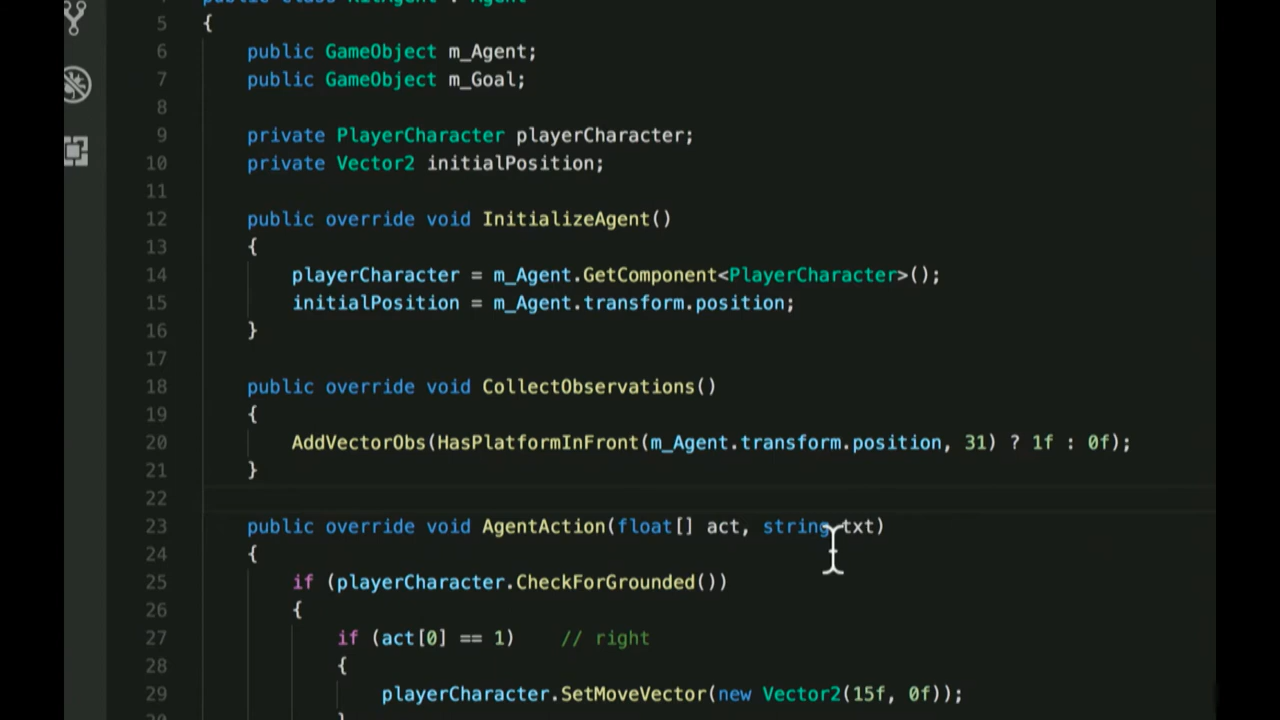 5 {
6 public GameObject m_Agent;
7 public GameObject m_Goal;
8
9 private PlayerCharacter playerCharacter;
10 private Vector2 initialPosition;
11
12 public override void InitializeAgent()
13 {
14 playerCharacter = m_Agent.GetComponent<PlayerCharacter>();
15 initialPosition = m_Agent.transform.position;
16 }
17
18 public override void CollectObservations()
19 {
20 AddVectorObs(HasPlatformInFront(m_Agent.transform.position, 31) ? 1f : 0f);
21 }
22
23 public override void AgentAction(float[] act, string txt)
24 {
25 if (playerCharacter.CheckForGrounded())
26 {
27 if (act[0] == 1) // right
28 {
29 playerCharacter.SetMoveVector(new Vector2(15f, 0f));